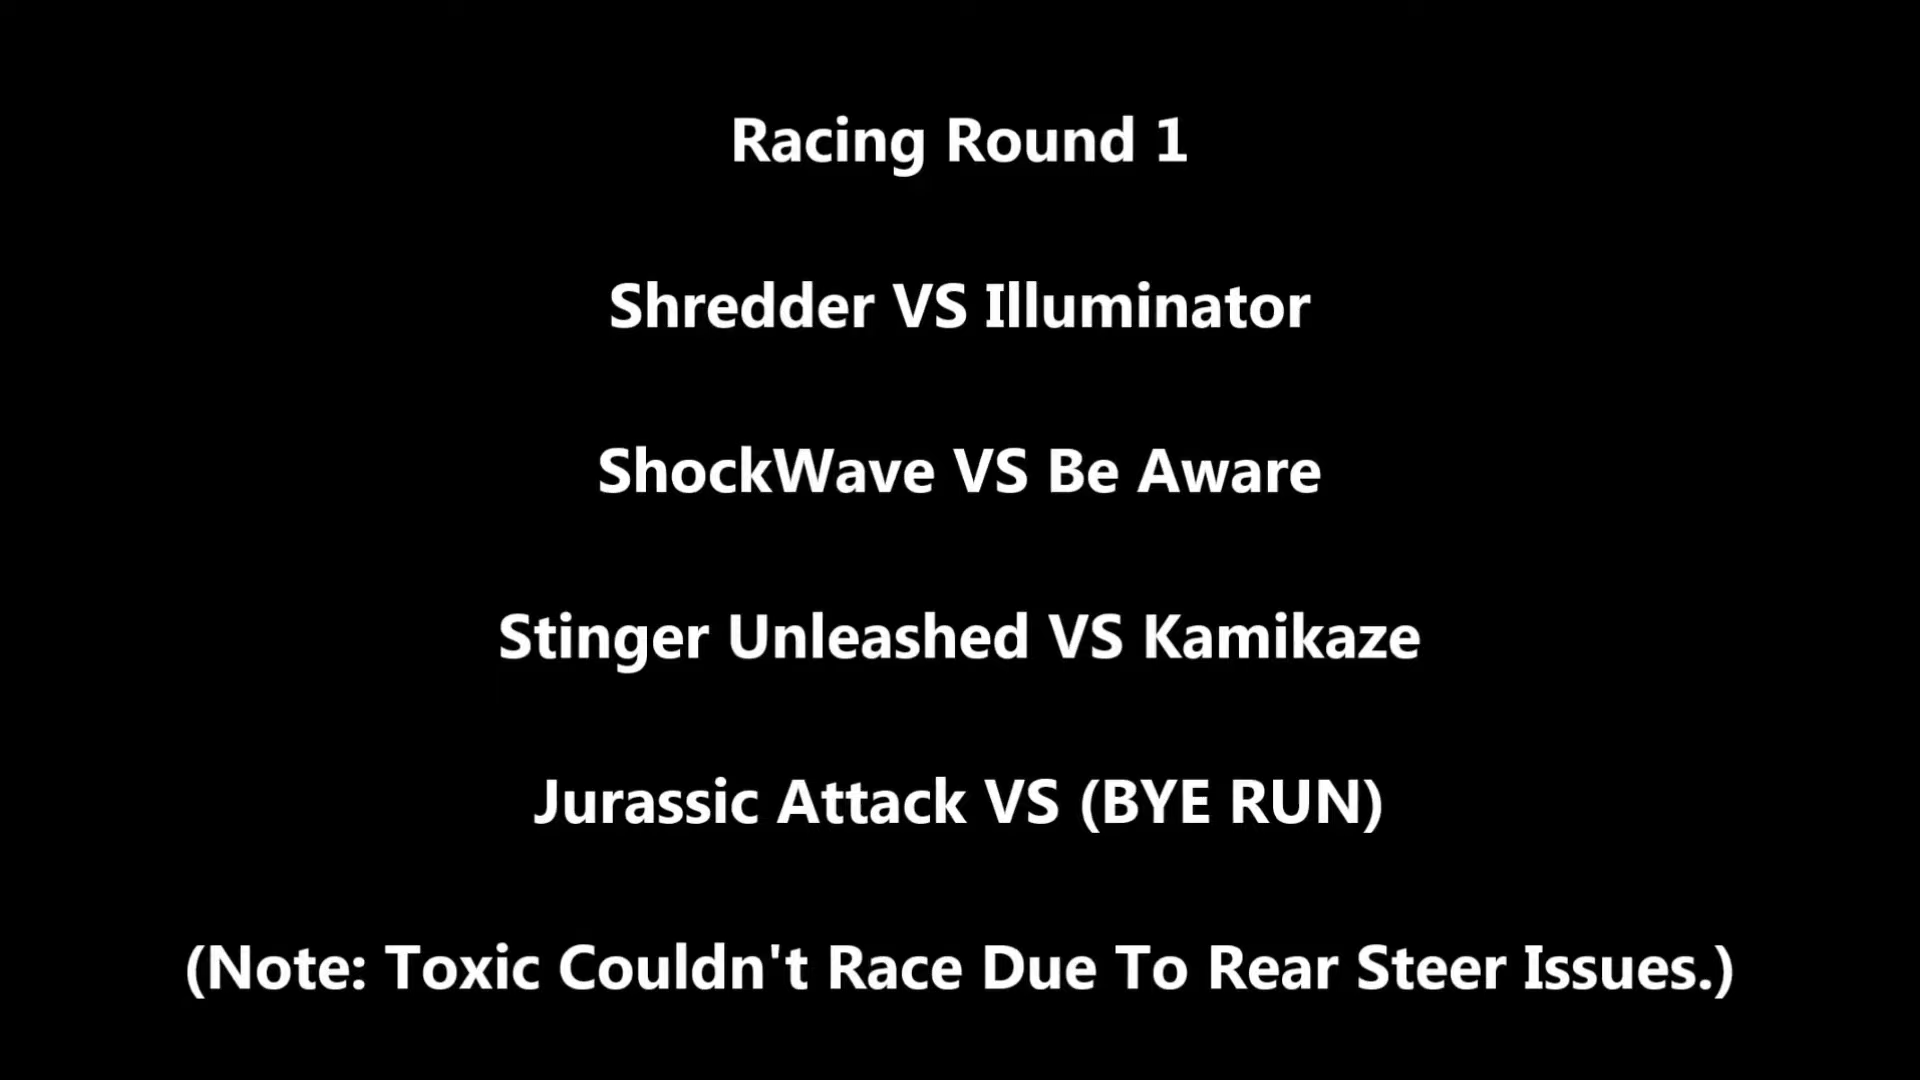 Racing Round 1
Shredder VS Illuminator
ShockWave VS Be Aware
Stinger Unleashed VS Kamikaze
Jurassic Attack VS (BYE RUN)
(Note: Toxic Couldn't Race Due To Rear Steer Issues.)